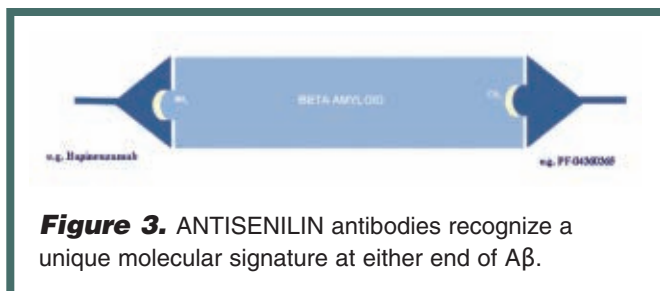 BETA AMYLOID
e.g. Bapineuzumab
e.g. PF-04360365
Figure 3. ANTISENILIN antibodies recognize a
unique molecular signature at either end of Aβ.